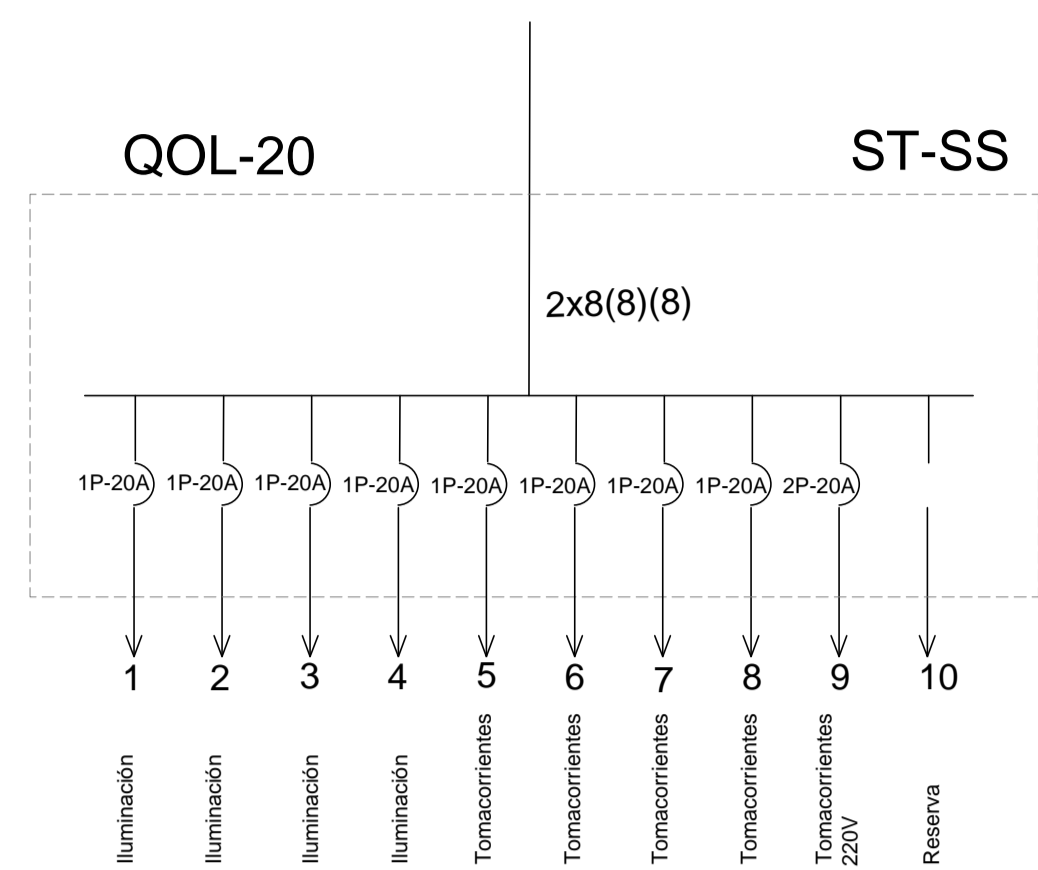 QOL-20
ST-SS
2x8(8)(8)
1P-20A
1P-20A
1P-20A
1P-20A
1P-20A
1P-20A
1P-20A
1P-20A
2P-20A
1
2
3
4
5
6
7
8
9
10
Iluminación
Iluminación
Iluminación
Iluminación
Tomacorrientes
Tomacorrientes
Tomacorrientes
Tomacorrientes
Tomacorrientes
220V
Reserva